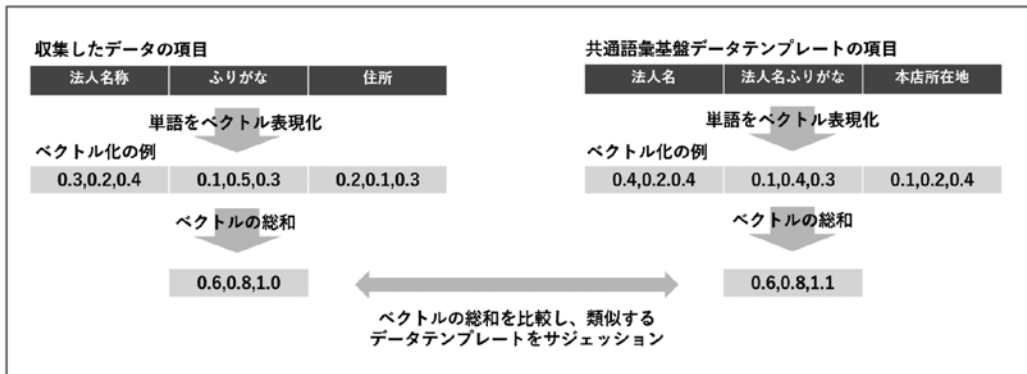 収集したデータの項目
法人名称 ふりがな 住所
単語をベクトル表現化
ベクトル化の例
0.3,0.2,0.4 0.1,0.5,0.3 0.2,0.1,0.3
ベクトルの総和
0.6,0.8,1.0
共通語彙基盤データテンプレートの項目
法人名 法人名ふりがな 本店所在地
単語をベクトル表現化
ベクトル化の例
0.4,0.2.0.4 0.1,0.4,0.3 0.1,0.2,0.4
ベクトルの総和
0.6,0.8,1.1
ベクトルの総和を比較し、類似する
データテンプレートをサジェッション